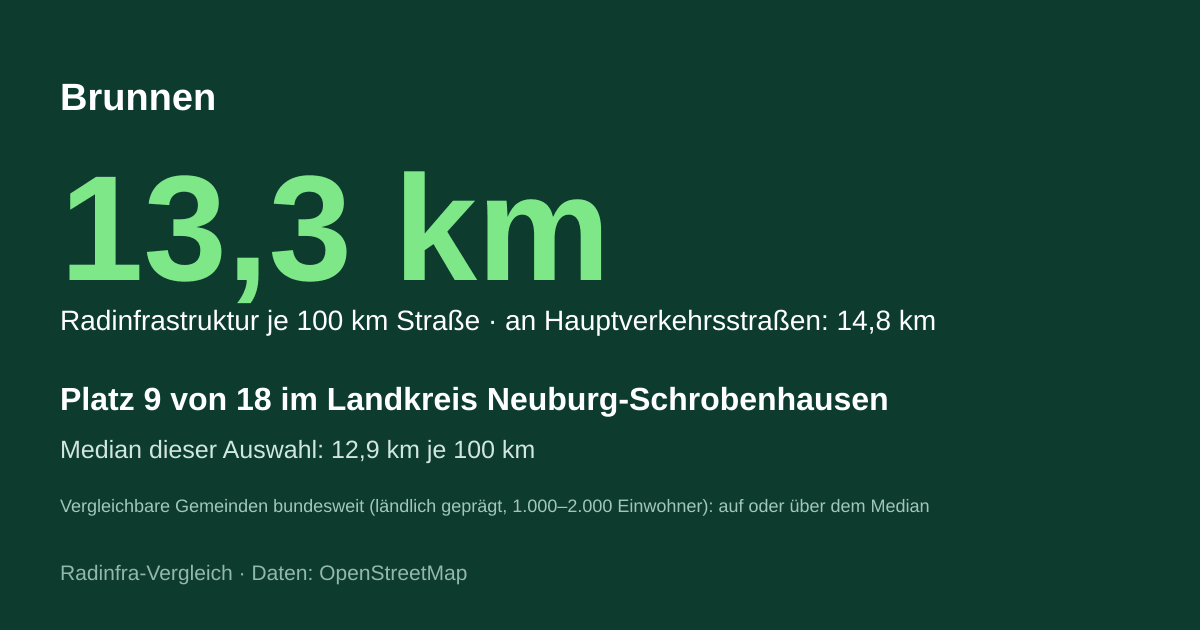 Brunnen
13,3 km
Radinfrastruktur je 100 km Straße · an Hauptverkehrsstraßen: 14,8 km
Platz 9 von 18 im Landkreis Neuburg-Schrobenhausen
Median dieser Auswahl: 12,9 km je 100 km
Vergleichbare Gemeinden bundesweit (ländlich geprägt, 1.000–2.000 Einwohner): auf oder über dem Median
Radinfra-Vergleich · Daten: OpenStreetMap